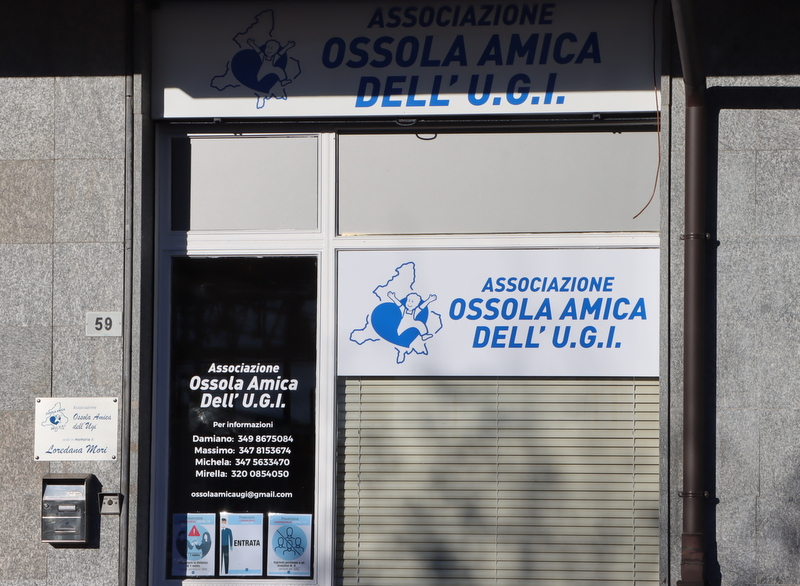 ASSOCIAZIONE
OSSOLA AMICA
DELL' U.G.I.
ASSOCIAZIONE
OSSOLA AMICA
DELL' U.G.I.
59
Associazione
Ossola Amica
Dell' U.G.I.
Per informazioni
Damiano: 349 8675084
Massimo: 347 8153674
Michela: 347 5633470
Mirella: 320 0854050
ossolaamicaugi@gmail.com
ENTRATA
Associazione
Ossola Amica
dell'Ugi
Loredana Mori